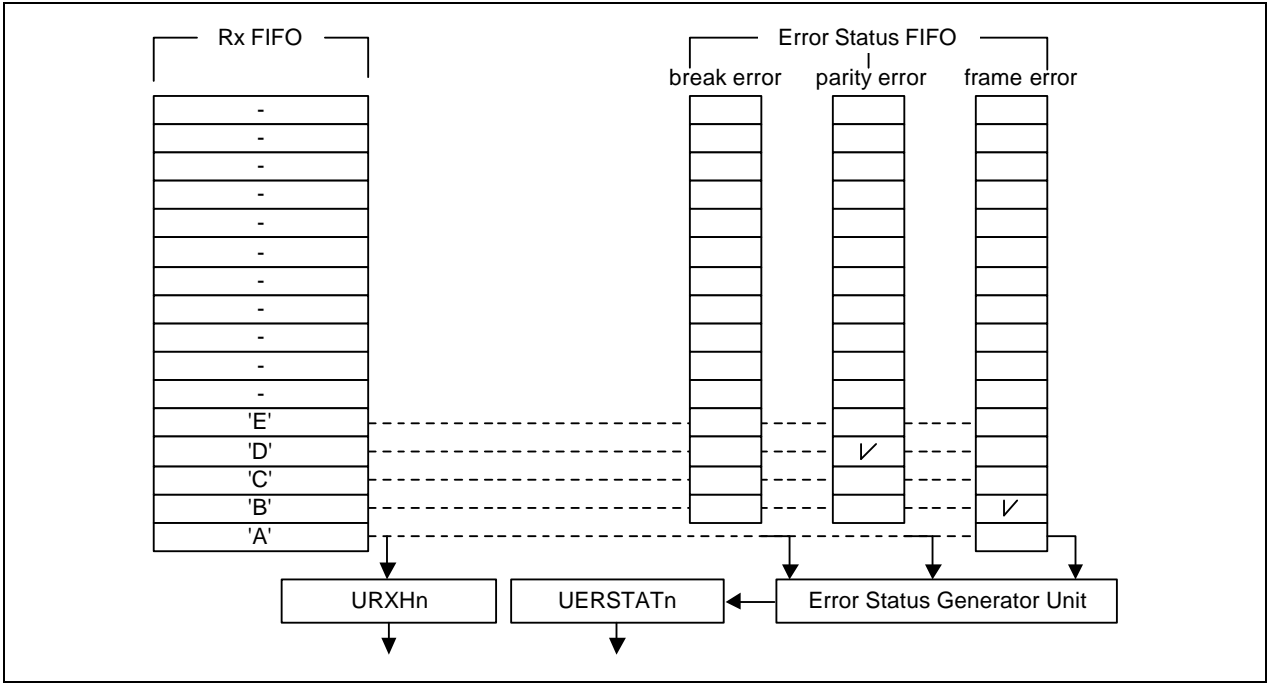 Rx FIFO
Error Status FIFO
break error
parity error
frame error
-
-
-
-
-
-
-
-
-
-
-
'E'
'D'
'C'
'B'
'A'
URXHn
UERSTATn
Error Status Generator Unit